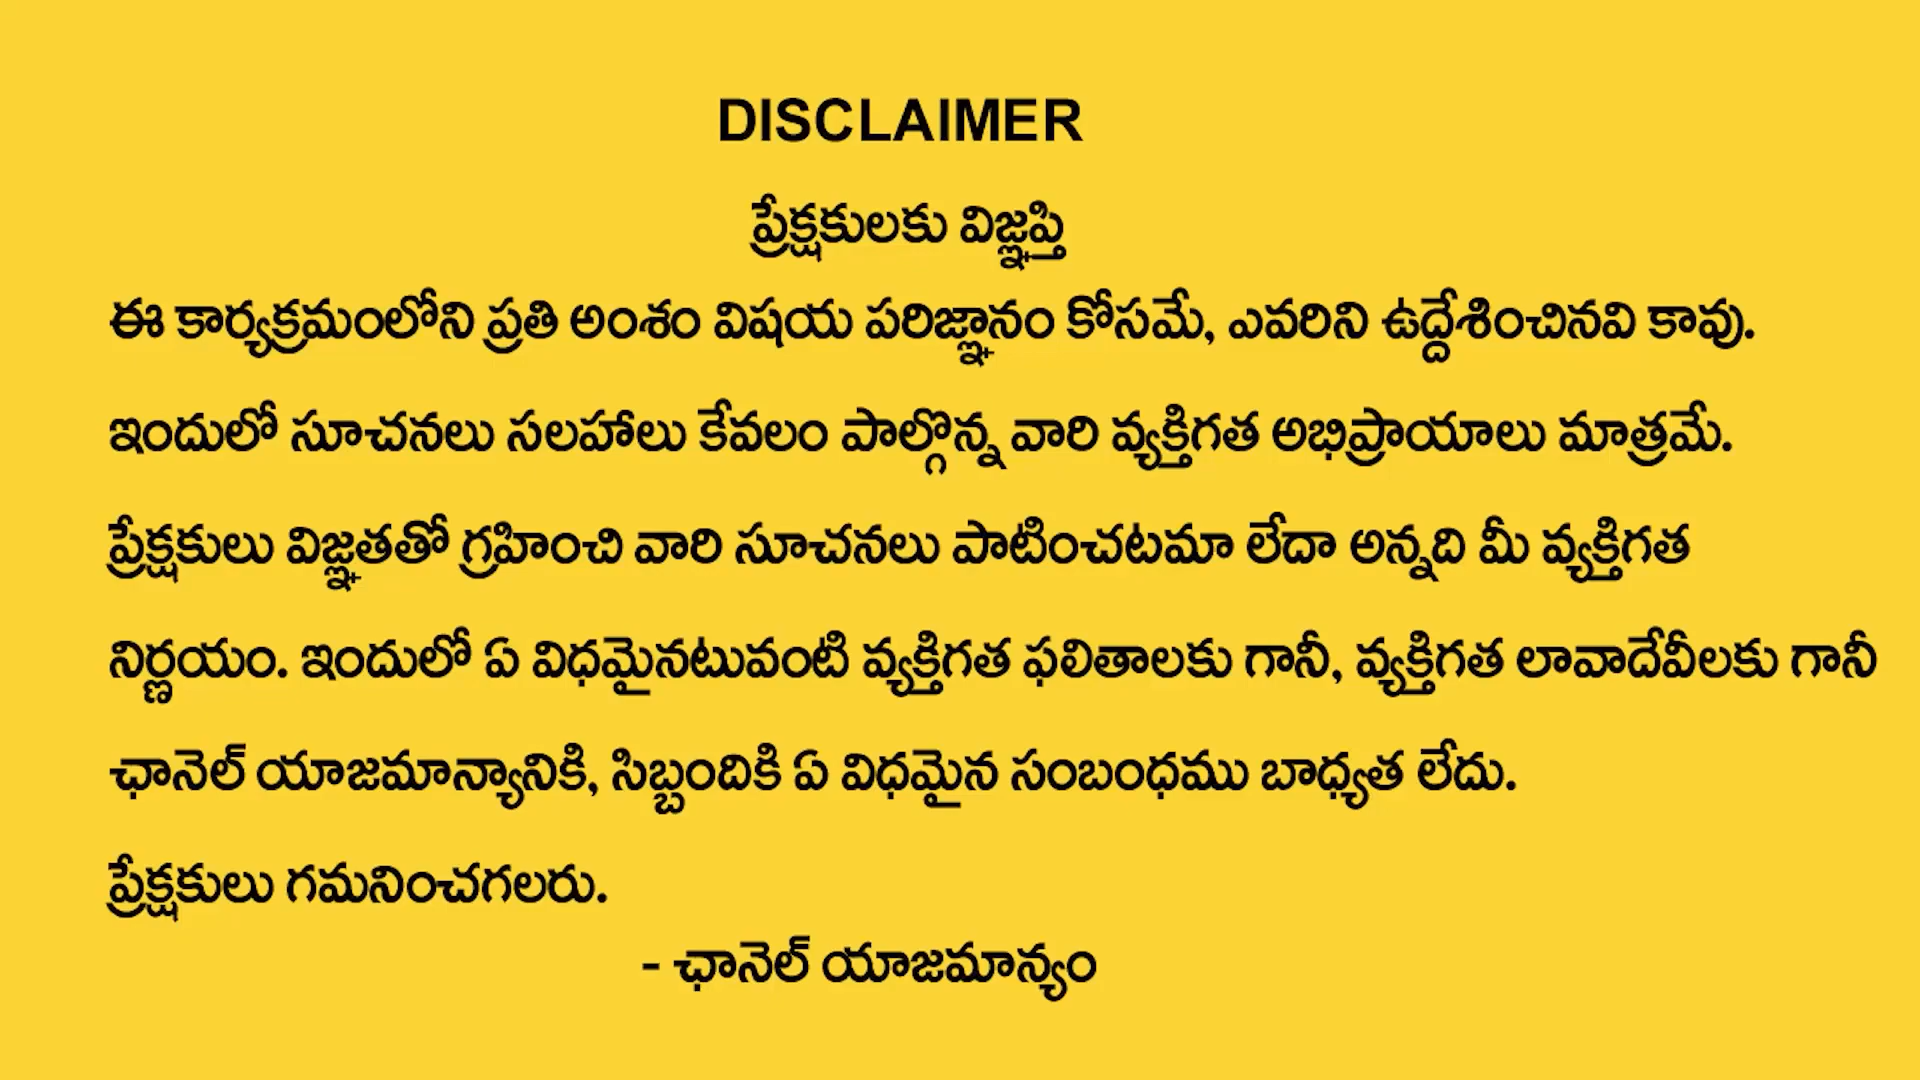 DISCLAIMER
ప్రేక్షకులకు విజ్ఞప్తి
ఈ కార్యక్రమంలోని ప్రతి అంశం విషయ పరిజ్ఞానం కోసమే, ఎవరిని ఉద్దేశించినవి కావు.
ఇందులో సూచనలు సలహాలు కేవలం పాల్గొన్న వారి వ్యక్తిగత అభిప్రాయాలు మాత్రమే.
ప్రేక్షకులు విజ్ఞతతో గ్రహించి వారి సూచనలు పాటించటమా లేదా అన్నది మీ వ్యక్తిగత
నిర్ణయం. ఇందులో ఏ విధమైనటువంటి వ్యక్తిగత ఫలితాలకు గానీ, వ్యక్తిగత లావాదేవీలకు గానీ
ఛానెల్ యాజమాన్యానికి, సిబ్బందికి ఏ విధమైన సంబంధము బాధ్యత లేదు.
ప్రేక్షకులు గమనించగలరు.
- ఛానెల్ యాజమాన్యం